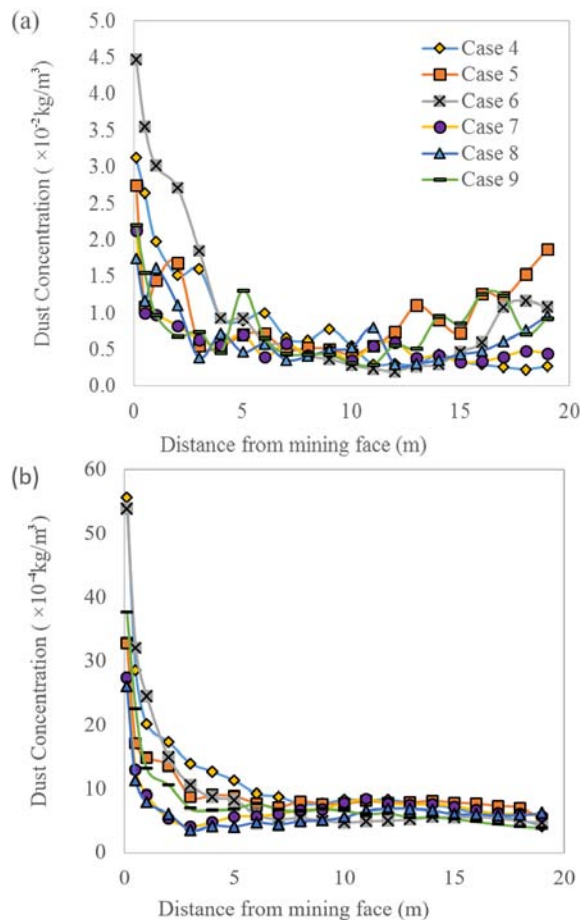 (a)
5.0
4.5
4.0
3.5
3.0
2.5
2.0
1.5
1.0
0.5
0.0
Dust Concentration ( ×10⁻²kg/m³)
Case 4
Case 5
Case 6
Case 7
Case 8
Case 9
0 5 10 15 20
Distance from mining face (m)
(b)
60
50
40
30
20
10
0
Dust Concentration ( ×10⁻⁴kg/m³)
0 5 10 15 20
Distance from mining face (m)